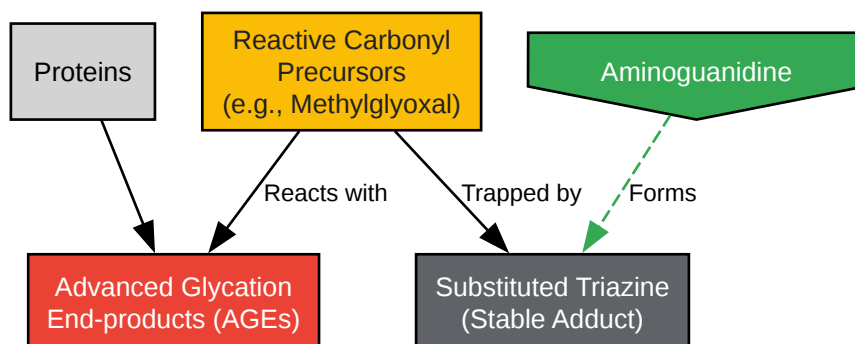 Proteins
Reactive Carbonyl
Precursors
(e.g., Methylglyoxal)
Aminoguanidine
Reacts with
Trapped by
Forms
Advanced Glycation
End-products (AGEs)
Substituted Triazine
(Stable Adduct)